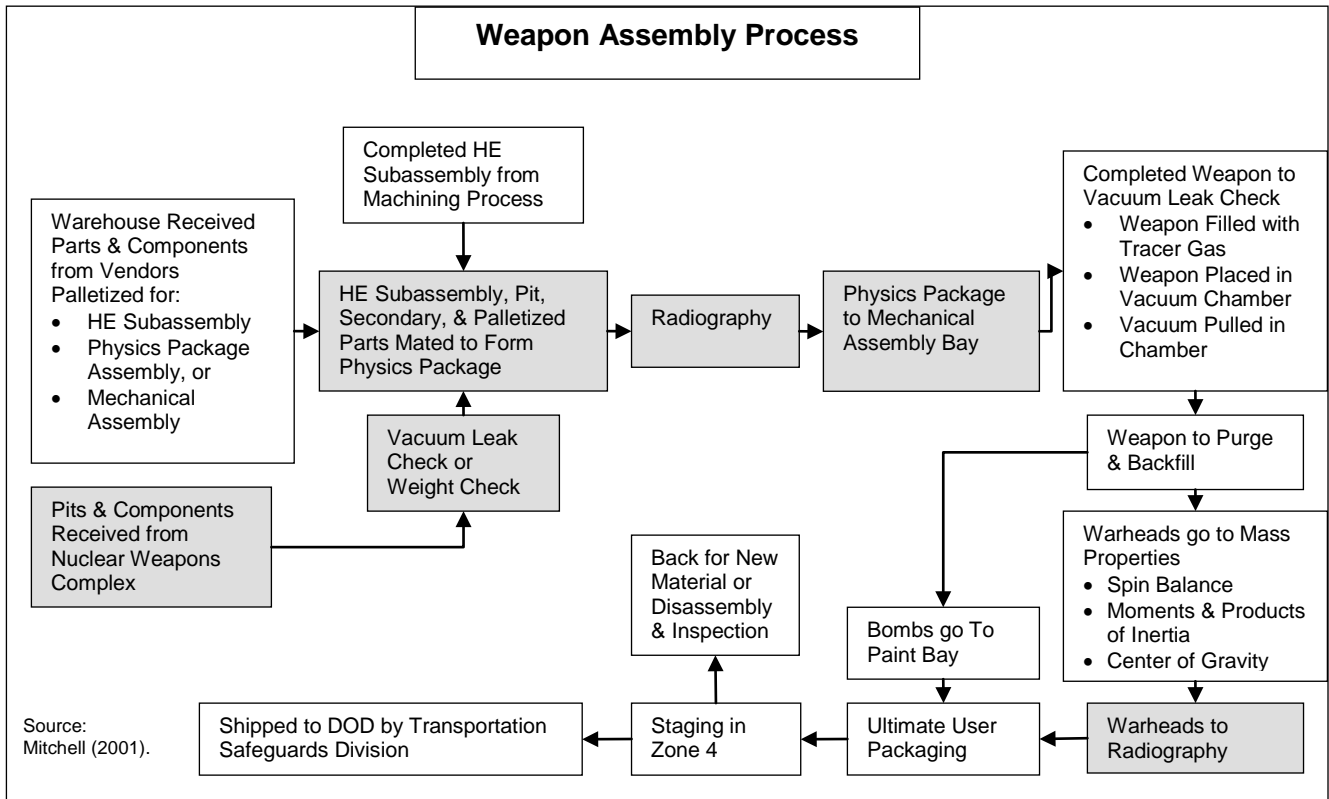 Weapon Assembly Process
Completed HE
Subassembly from
Machining Process
Warehouse Received
Parts & Components
from Vendors
Palletized for:
• HE Subassembly
• Physics Package
Assembly, or
• Mechanical
Assembly
HE Subassembly, Pit,
Secondary, & Palletized
Parts Mated to Form
Physics Package
Radiography
Physics Package
to Mechanical
Assembly Bay
Completed Weapon to
Vacuum Leak Check
• Weapon Filled with
Tracer Gas
• Weapon Placed in
Vacuum Chamber
• Vacuum Pulled in
Chamber
Vacuum Leak
Check or
Weight Check
Pits & Components
Received from
Nuclear Weapons
Complex
Weapon to Purge
& Backfill
Warheads go to Mass
Properties
• Spin Balance
• Moments & Products
of Inertia
• Center of Gravity
Back for New
Material or
Disassembly
& Inspection
Bombs go To
Paint Bay
Source:
Mitchell (2001).
Shipped to DOD by Transportation
Safeguards Division
Staging in
Zone 4
Ultimate User
Packaging
Warheads to
Radiography